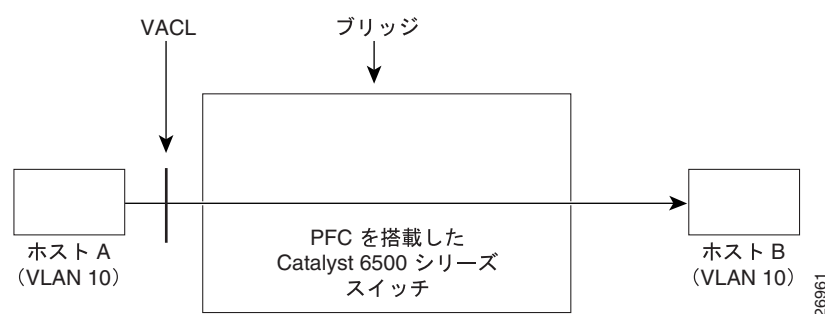 VACL
ブリッジ
ホスト A
（VLAN 10）
PFC を搭載した
Catalyst 6500 シリーズ
スイッチ
ホスト B
（VLAN 10）
26961